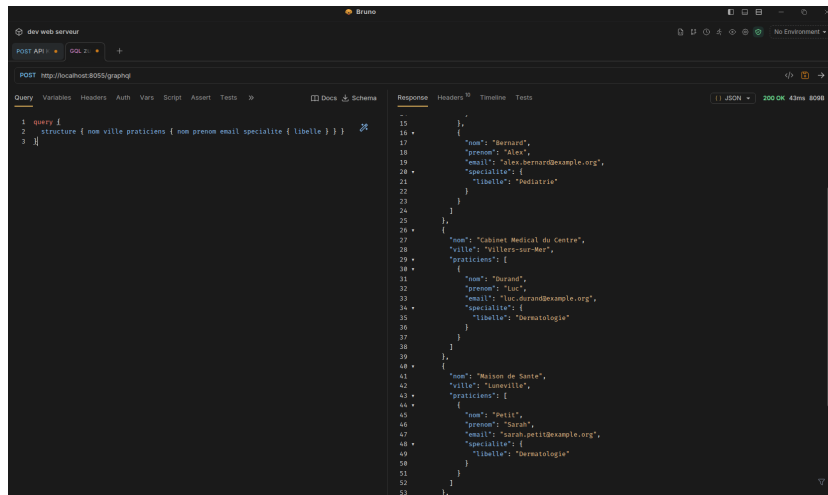 Bruno
dev web serveur
No Environment
POST API
GQL
+
POST http://localhost:8055/graphql
Query Variables Headers Auth Vars Script Assert Tests » Docs Schema
1 query {
2 structure { nom ville praticiens { nom prenom email specialite { libelle } } }
3 }
Response Headers Timeline Tests
JSON 200 OK 43ms 809B
15 },
16 {
17 "nom": "Bernard",
18 "prenom": "Alex",
19 "email": "alex.bernard@example.org",
20 "specialite": {
21 "libelle": "Pediatrie"
22 }
23 }
24 ]
25 },
26 {
27 "nom": "Cabinet Medical du Centre",
28 "ville": "Villers-sur-Mer",
29 "praticiens": [
30 {
31 "nom": "Durand",
32 "prenom": "Luc",
33 "email": "luc.durand@example.org",
34 "specialite": {
35 "libelle": "Dermatologie"
36 }
37 }
38 ]
39 },
40 {
41 "nom": "Maison de Sante",
42 "ville": "Luneville",
43 "praticiens": [
44 {
45 "nom": "Petit",
46 "prenom": "Sarah",
47 "email": "sarah.petit@example.org",
48 "specialite": {
49 "libelle": "Dermatologie"
50 }
51 }
52 ]
53 },